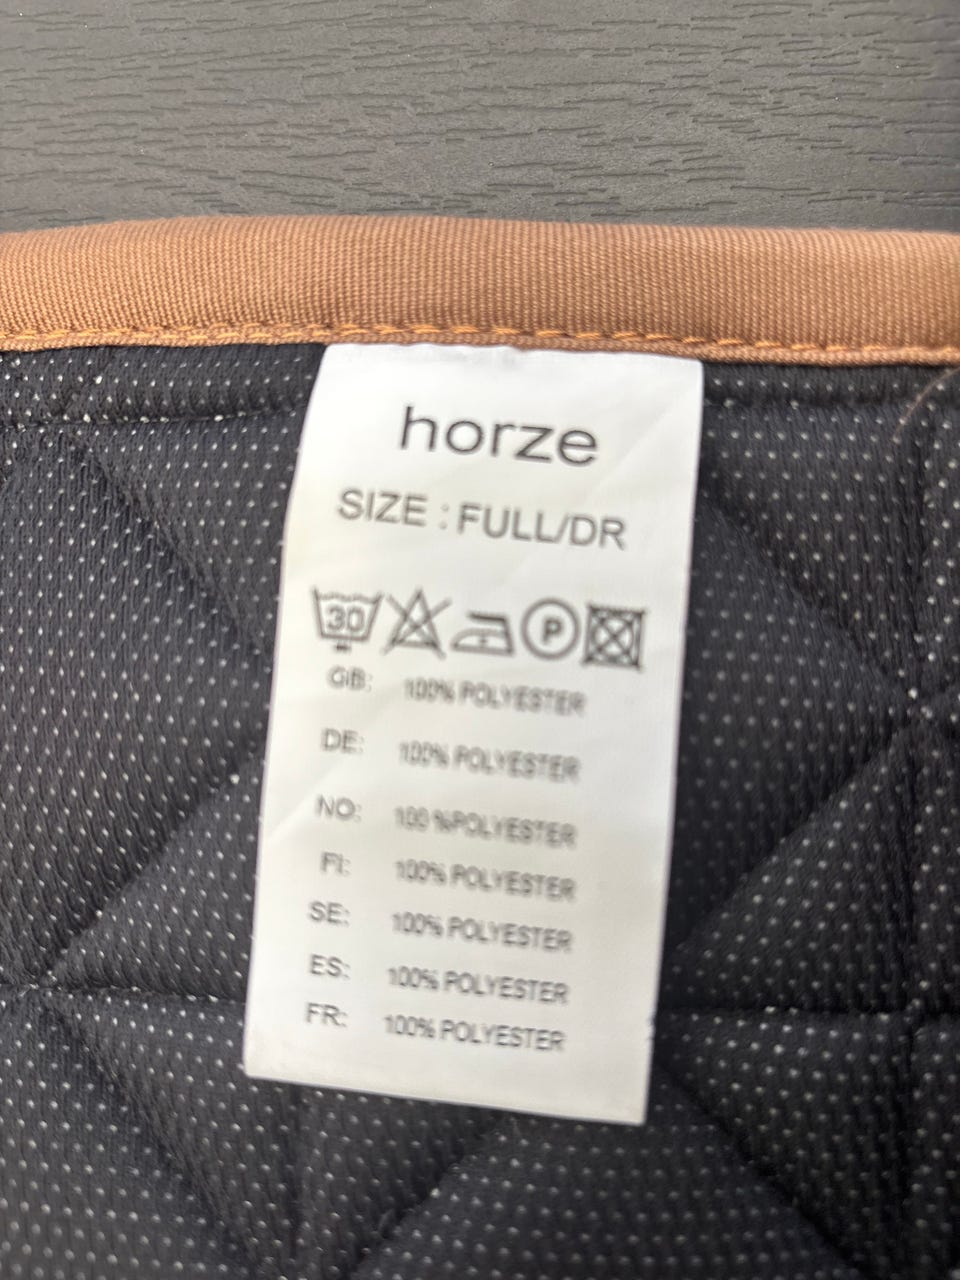 horze
SIZE : FULL/DR
30 P
GB: 100% POLYESTER
DE: 100% POLYESTER
NO: 100 %POLYESTER
FI: 100% POLYESTER
SE: 100% POLYESTER
ES: 100% POLYESTER
FR: 100% POLYESTER